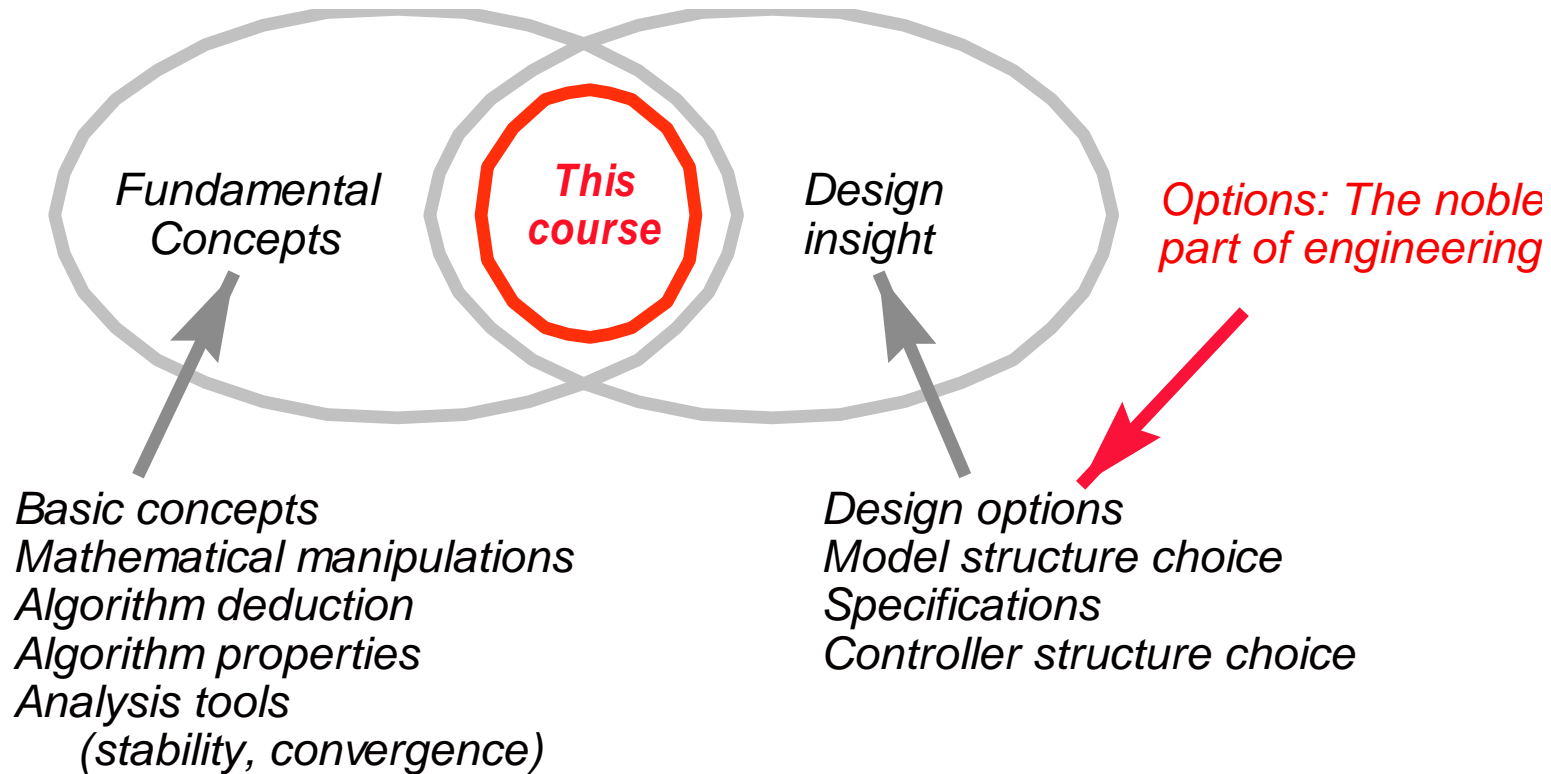 Fundamental
Concepts
This
course
Design
insight
Options: The noble
part of engineering
Basic concepts
Mathematical manipulations
Algorithm deduction
Algorithm properties
Analysis tools
(stability, convergence)
Design options
Model structure choice
Specifications
Controller structure choice